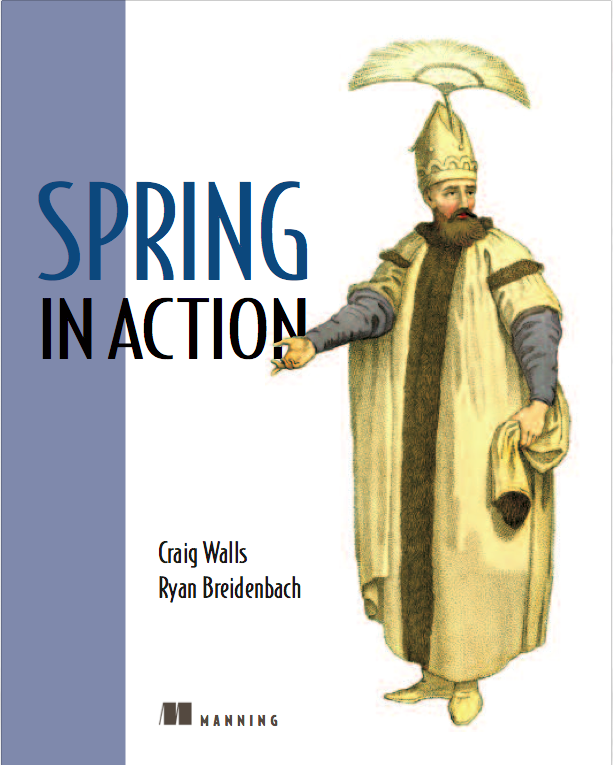 SPRING
IN ACTION
Craig Walls
Ryan Breidenbach
MANNING